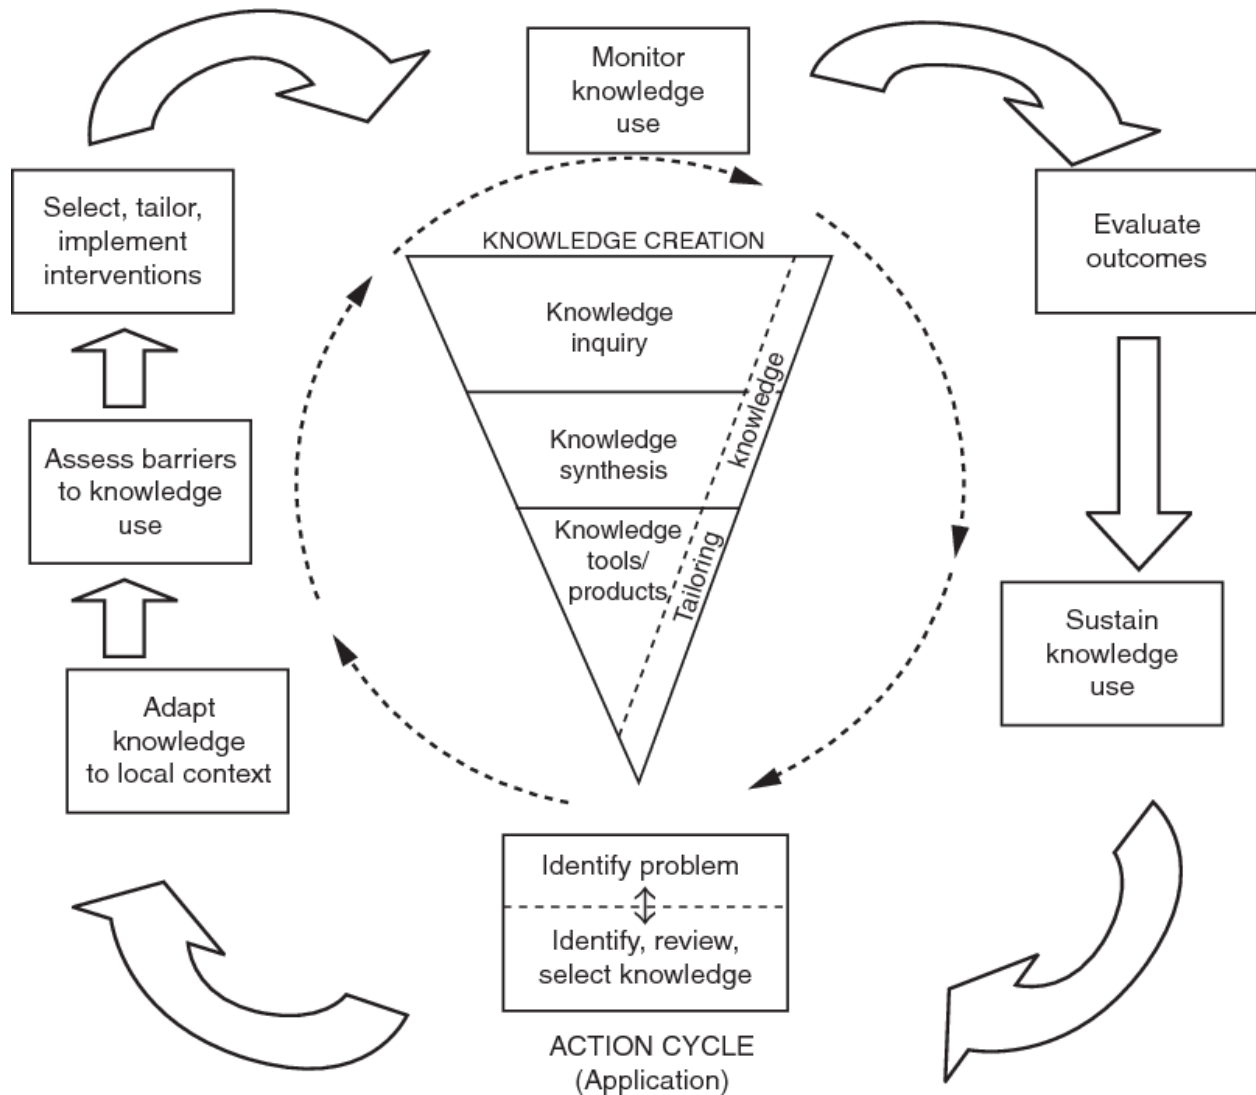 Monitor
knowledge
use
Select, tailor,
implement
interventions
Evaluate
outcomes
KNOWLEDGE CREATION
Knowledge
inquiry
Knowledge
synthesis
Knowledge
tools/
products
Tailoring knowledge
Assess barriers
to knowledge
use
Adapt
knowledge
to local context
Sustain
knowledge
use
Identify problem
Identify, review,
select knowledge
ACTION CYCLE
(Application)